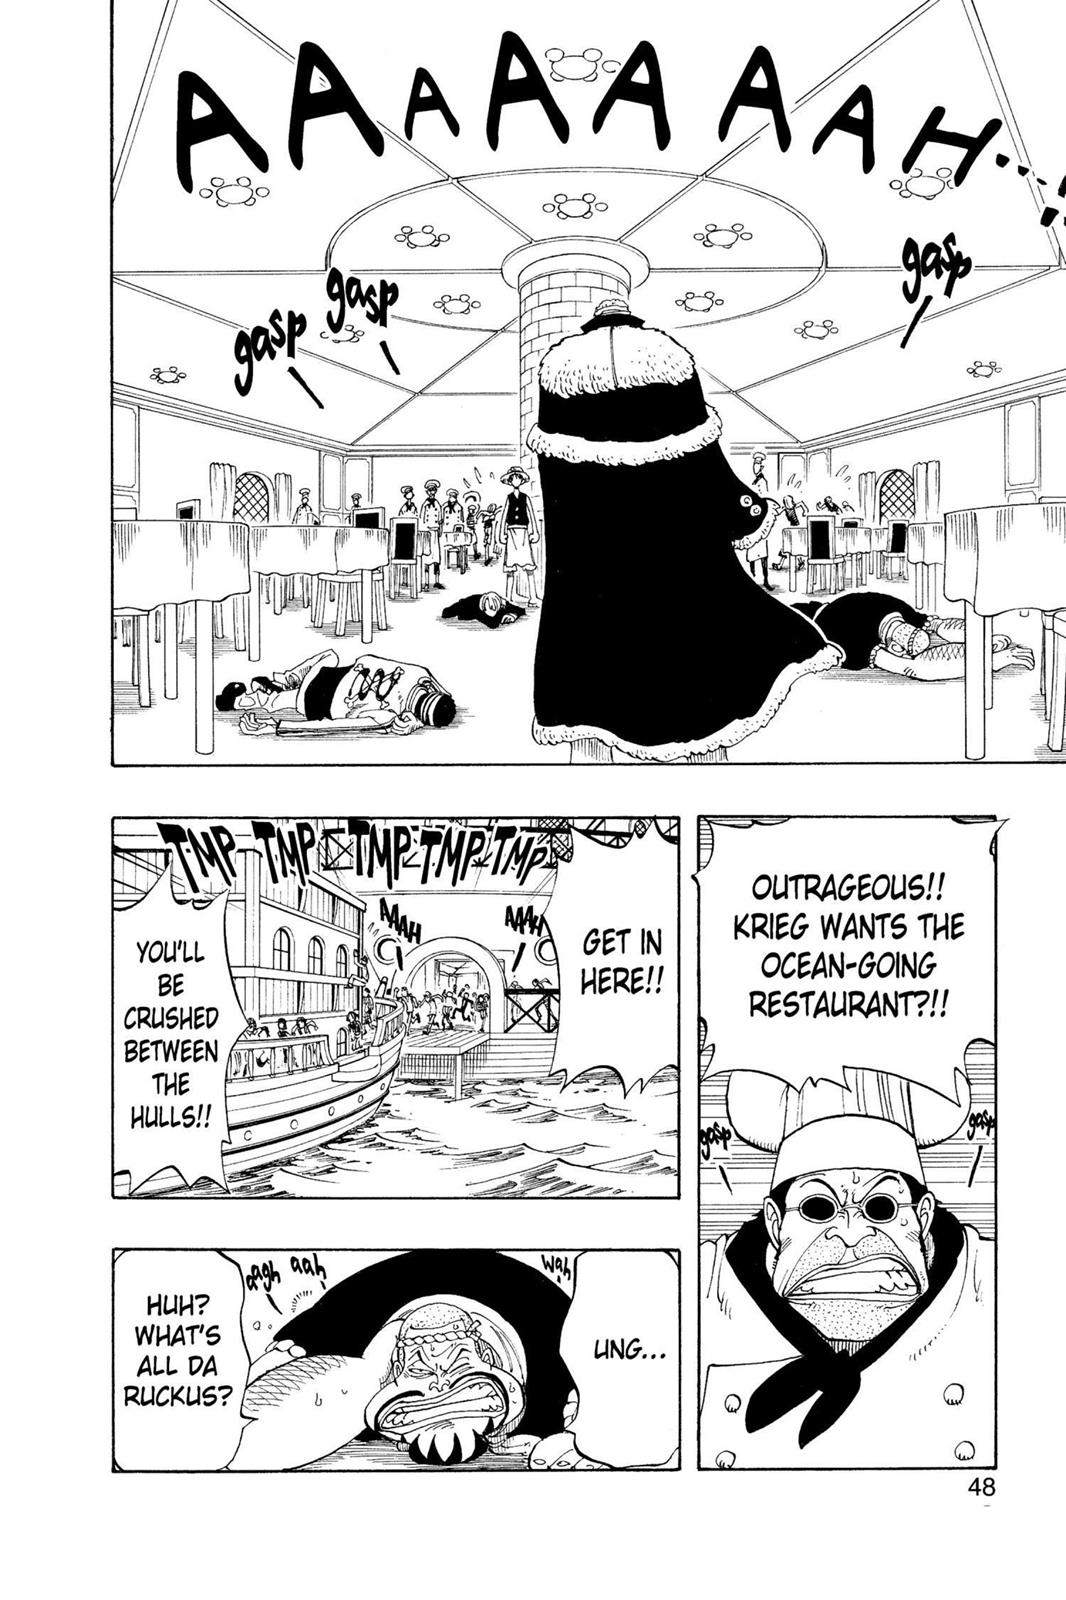 AAAAAAAH...!
gasp
gasp
gasp
OUTRAGEOUS!!
KRIEG WANTS THE
OCEAN-GOING
RESTAURANT?!!
gasp
gasp
TMP TMP TMP TMP TMP
GET IN
HERE!!
AAAH
AAAH
YOU'LL
BE
CRUSHED
BETWEEN
THE
HULLS!!
UNG...
wah
aah
aagh
HUH?
WHAT'S
ALL DA
RUCKUS?
48